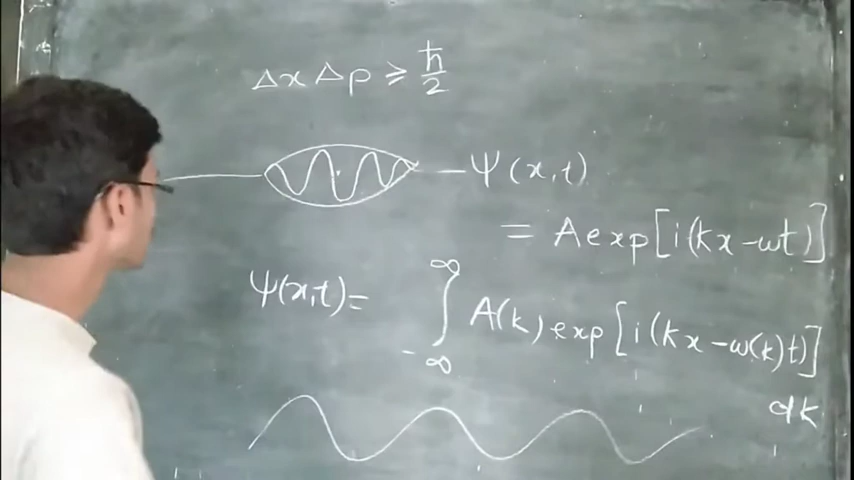 Δx Δp ≥ ħ/2
Ψ(x,t)
= A exp[i(kx-ωt)]
Ψ(x,t) = ∫_{-∞}^{∞} A(k) exp[i(kx-ω(k)t)]
dk